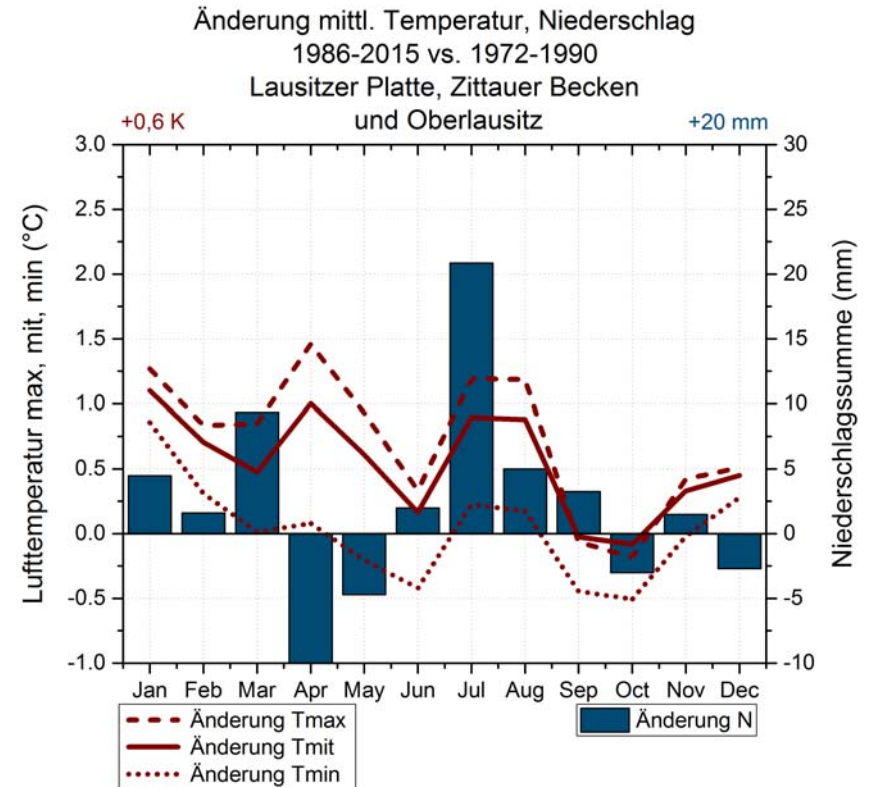 Änderung mittl. Temperatur, Niederschlag
1986-2015 vs. 1972-1990
Lausitzer Platte, Zittauer Becken
und Oberlausitz
+0,6 K
+20 mm
Lufttemperatur max, mit, min (°C)
3.0
2.5
2.0
1.5
1.0
0.5
0.0
-0.5
-1.0
30
25
20
15
10
5
0
-5
-10
Niederschlagssumme (mm)
Jan Feb Mar Apr May Jun Jul Aug Sep Oct Nov Dec
Änderung Tmax
Änderung Tmit
Änderung Tmin
Änderung N